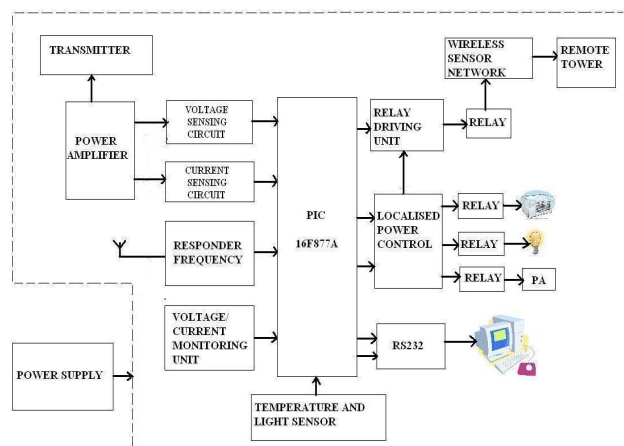 TRANSMITTER
POWER
AMPLIFIER
VOLTAGE
SENSING
CIRCUIT
CURRENT
SENSING
CIRCUIT
RESPONDER
FREQUENCY
VOLTAGE/
CURRENT
MONITORING
UNIT
POWER SUPPLY
PIC
16F877A
TEMPERATURE AND
LIGHT SENSOR
RELAY
DRIVING
UNIT
RELAY
WIRELESS
SENSOR
NETWORK
REMOTE
TOWER
LOCALISED
POWER
CONTROL
RELAY
RELAY
RELAY
PA
RS232